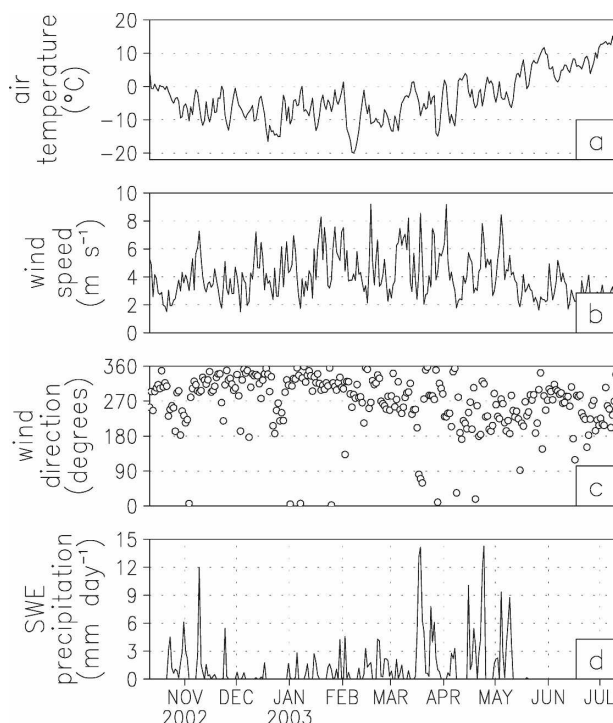 air
temperature
(°C)
20
10
0
−10
−20
a
wind
speed
(m s⁻¹)
10
8
6
4
2
0
b
wind
direction
(degrees)
360
270
180
90
0
c
SWE
precipitation
(mm day⁻¹)
15
12
9
6
3
0
d
NOV DEC JAN FEB MAR APR MAY JUN JUL
2002 2003